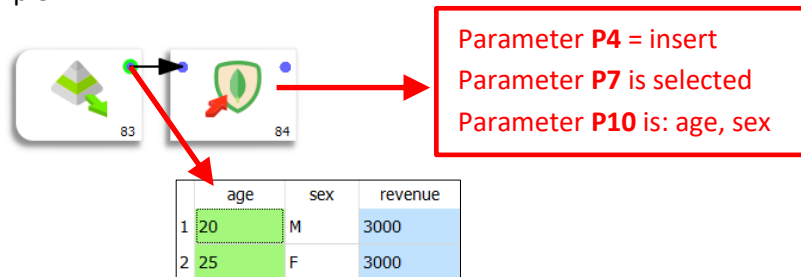 Parameter P4 = insert
Parameter P7 is selected
Parameter P10 is: age, sex
83
84
age sex revenue
1 20 M 3000
2 25 F 3000